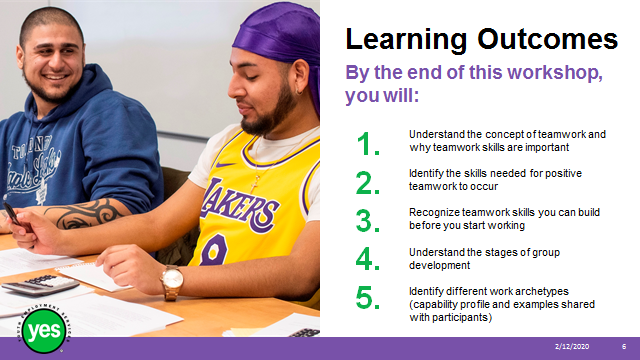 Learning Outcomes
By the end of this workshop,
you will:
1. Understand the concept of teamwork and
why teamwork skills are important
2. Identify the skills needed for positive
teamwork to occur
3. Recognize teamwork skills you can build
before you start working
4. Understand the stages of group
development
5. Identify different work archetypes
(capability profile and examples shared
with participants)
LAKERS
YOUTH EMPLOYMENT SERVICES
yes
2/12/2020 6